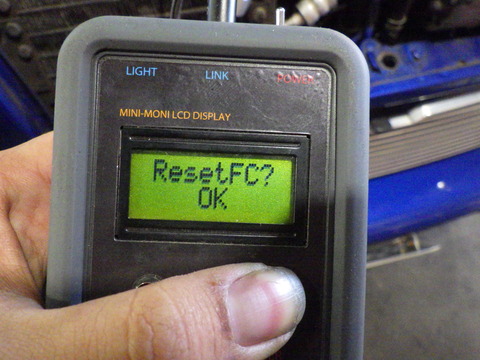 LIGHT LINK POWER
MINI-MONI LCD DISPLAY
ResetFC?
OK